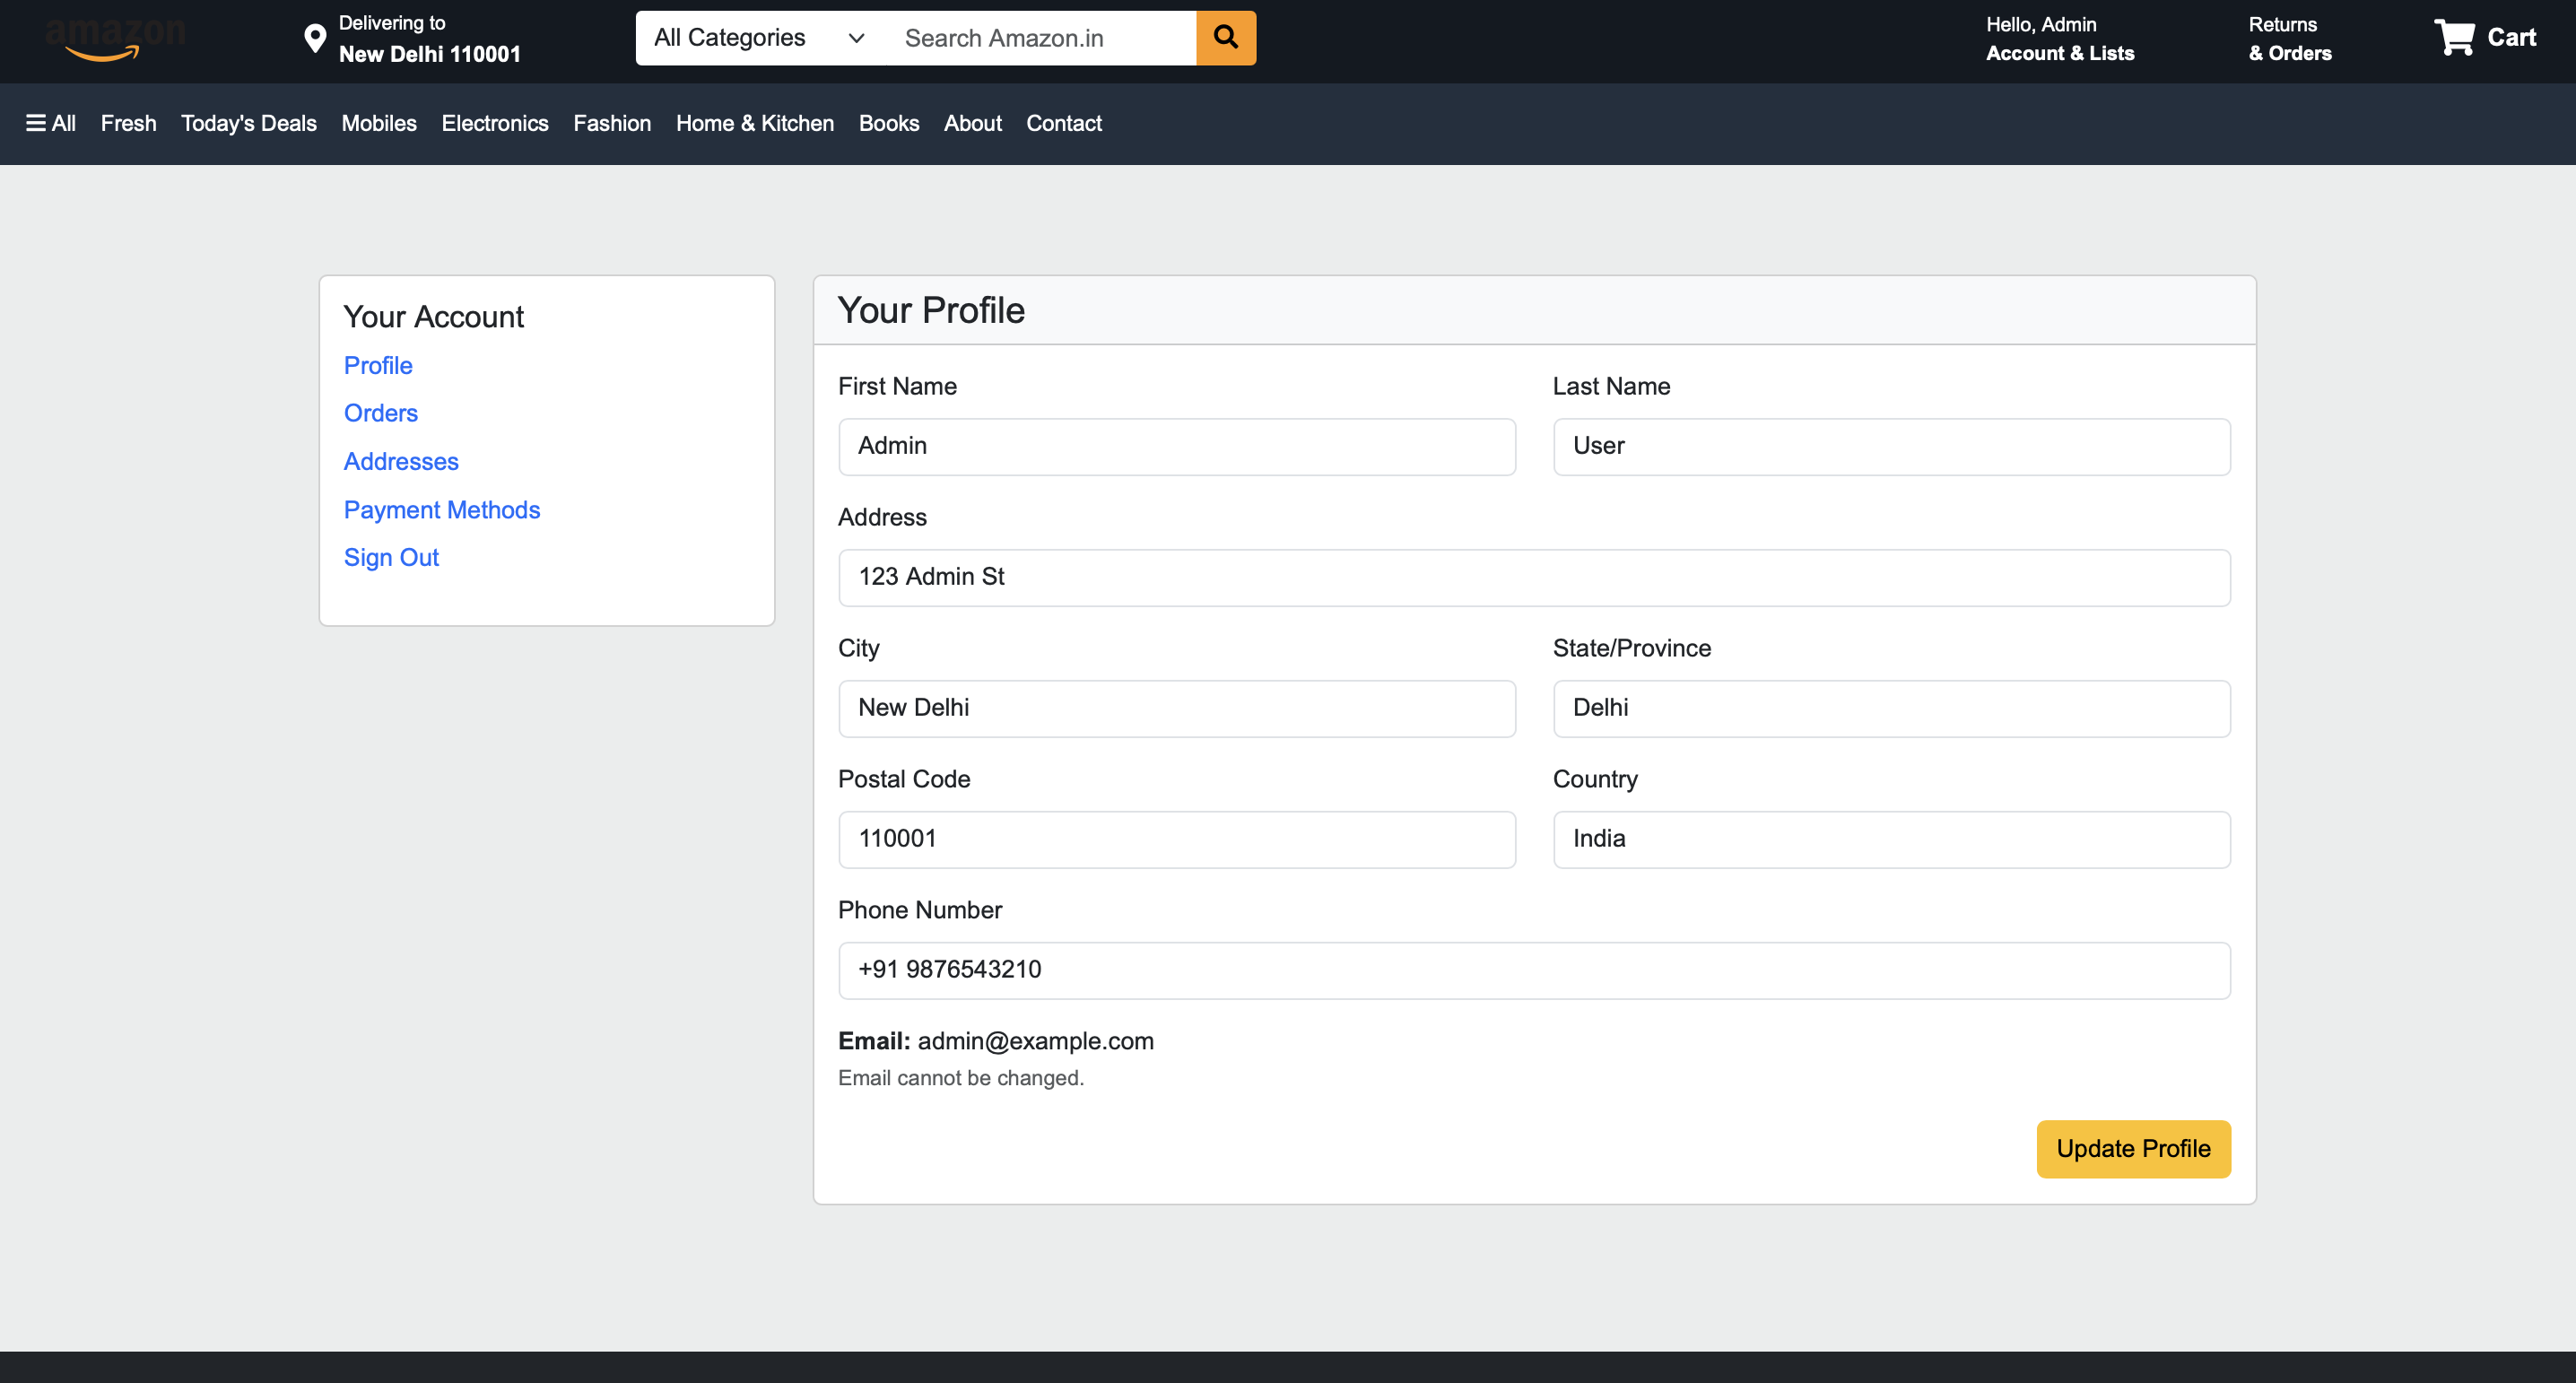 amazon
Delivering to
New Delhi 110001
All Categories
Search Amazon.in
Hello, Admin
Account & Lists
Returns
& Orders
Cart
All Fresh Today's Deals Mobiles Electronics Fashion Home & Kitchen Books About Contact
Your Account
Profile
Orders
Addresses
Payment Methods
Sign Out
Your Profile
First Name
Admin
Last Name
User
Address
123 Admin St
City
New Delhi
State/Province
Delhi
Postal Code
110001
Country
India
Phone Number
+91 9876543210
Email: admin@example.com
Email cannot be changed.
Update Profile